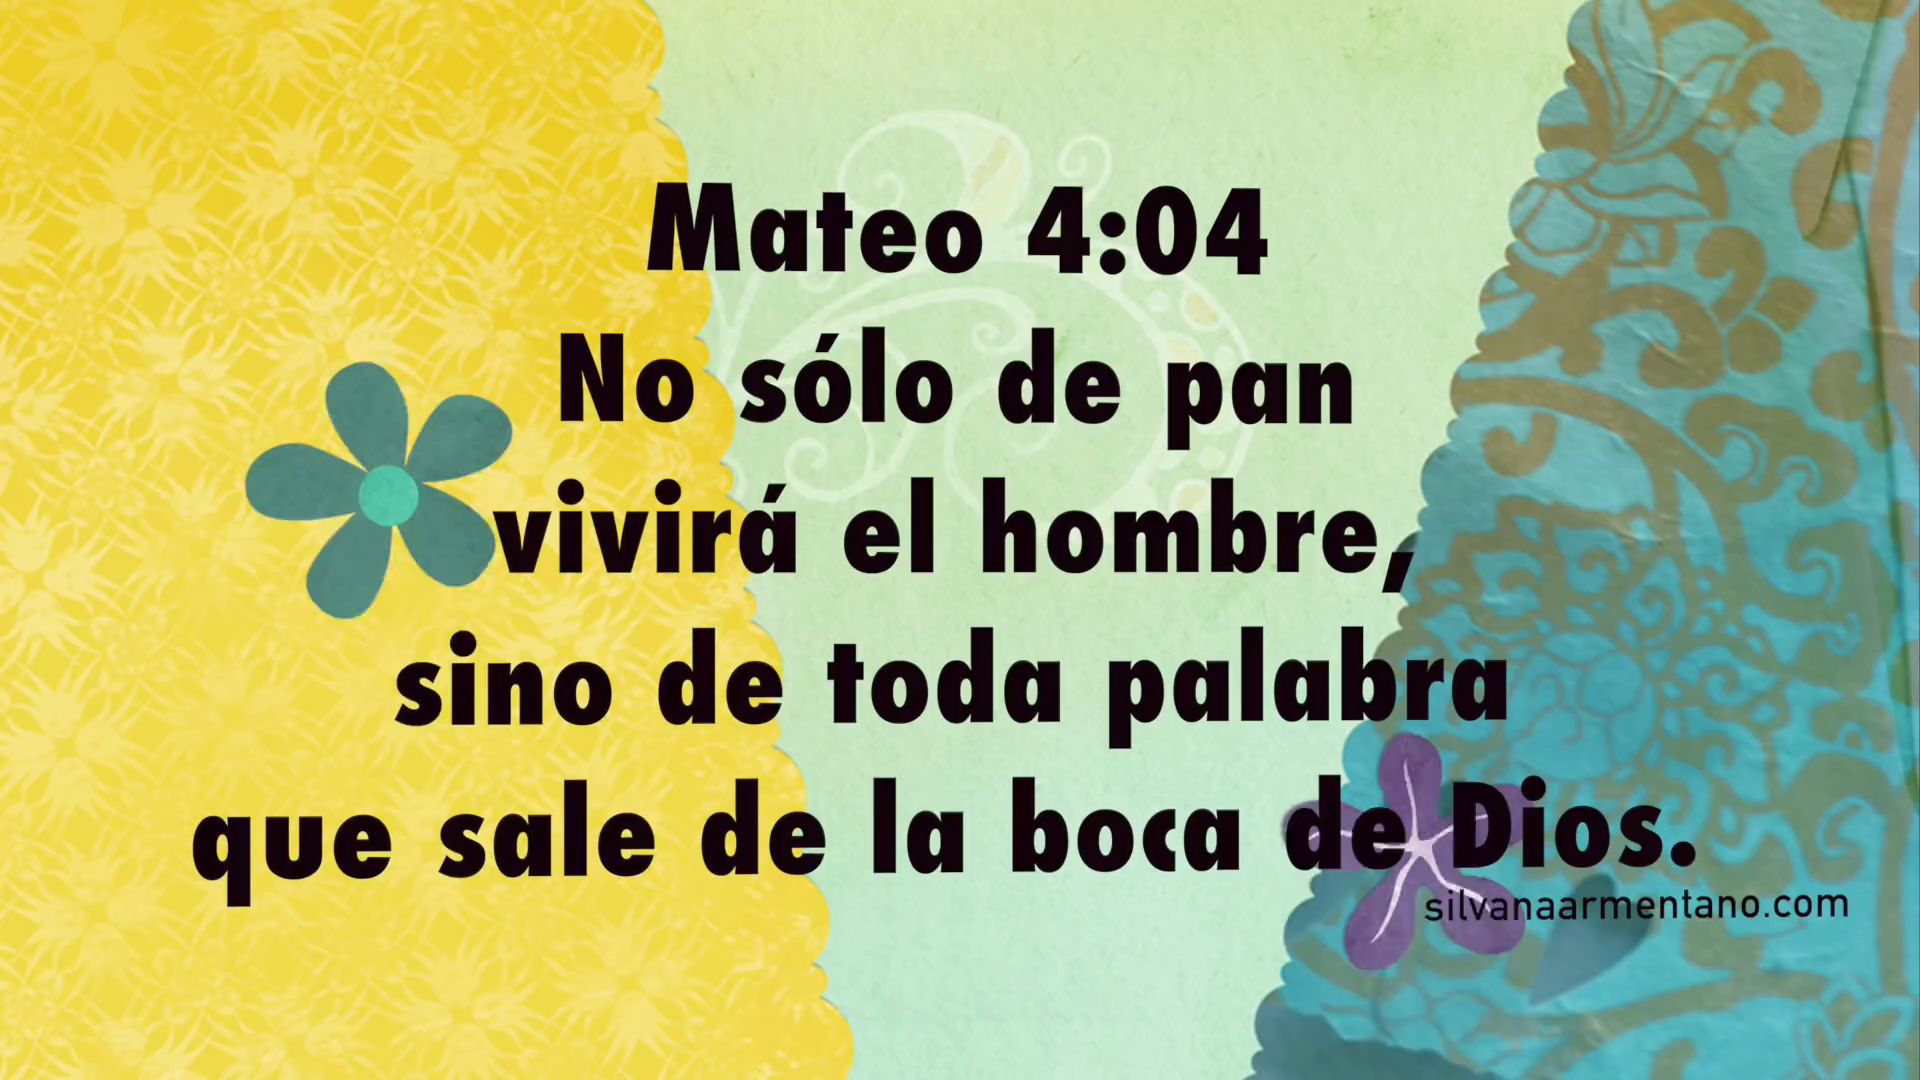 Mateo 4:04
No sólo de pan
vivirá el hombre,
sino de toda palabra
que sale de la boca de Dios.
silvanaarmentano.com